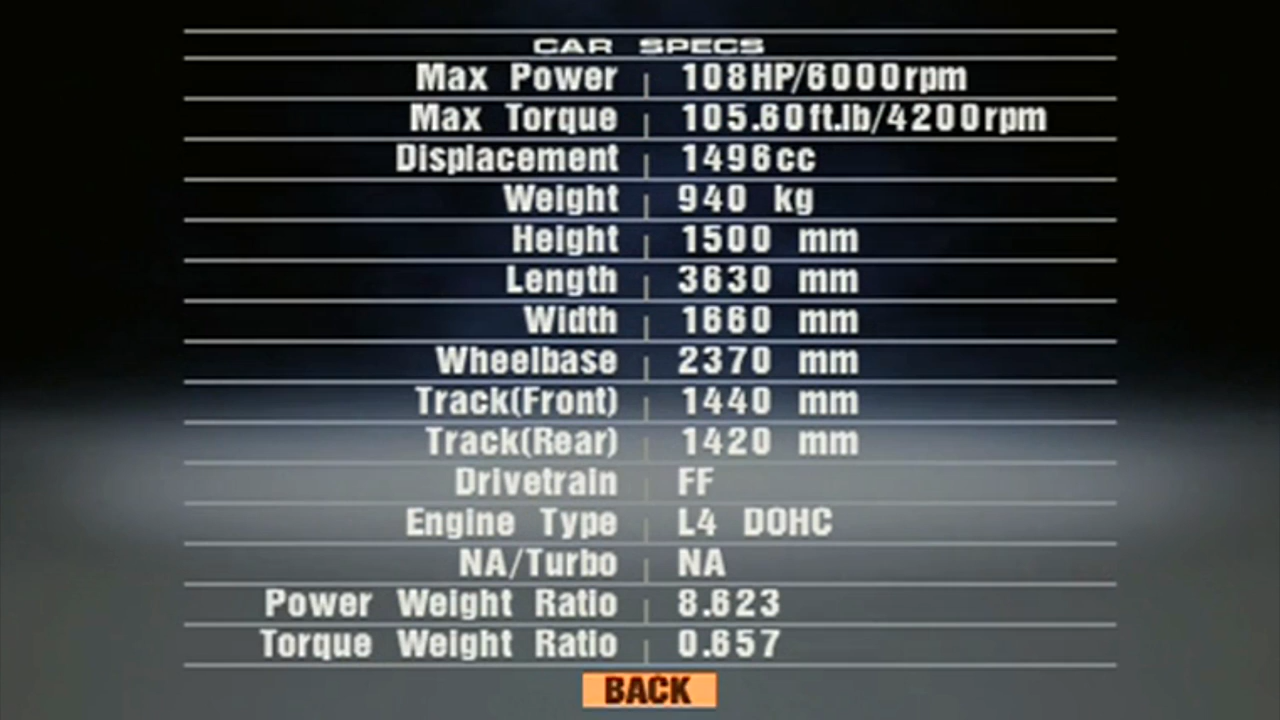 CAR SPECS
Max Power | 108HP/6000rpm
Max Torque | 105.60ft.lb/4200rpm
Displacement | 1496cc
Weight | 940 kg
Height | 1500 mm
Length | 3630 mm
Width | 1660 mm
Wheelbase | 2370 mm
Track(Front) | 1440 mm
Track(Rear) | 1420 mm
Drivetrain | FF
Engine Type | L4 DOHC
NA/Turbo | NA
Power Weight Ratio | 8.623
Torque Weight Ratio | 0.657
BACK